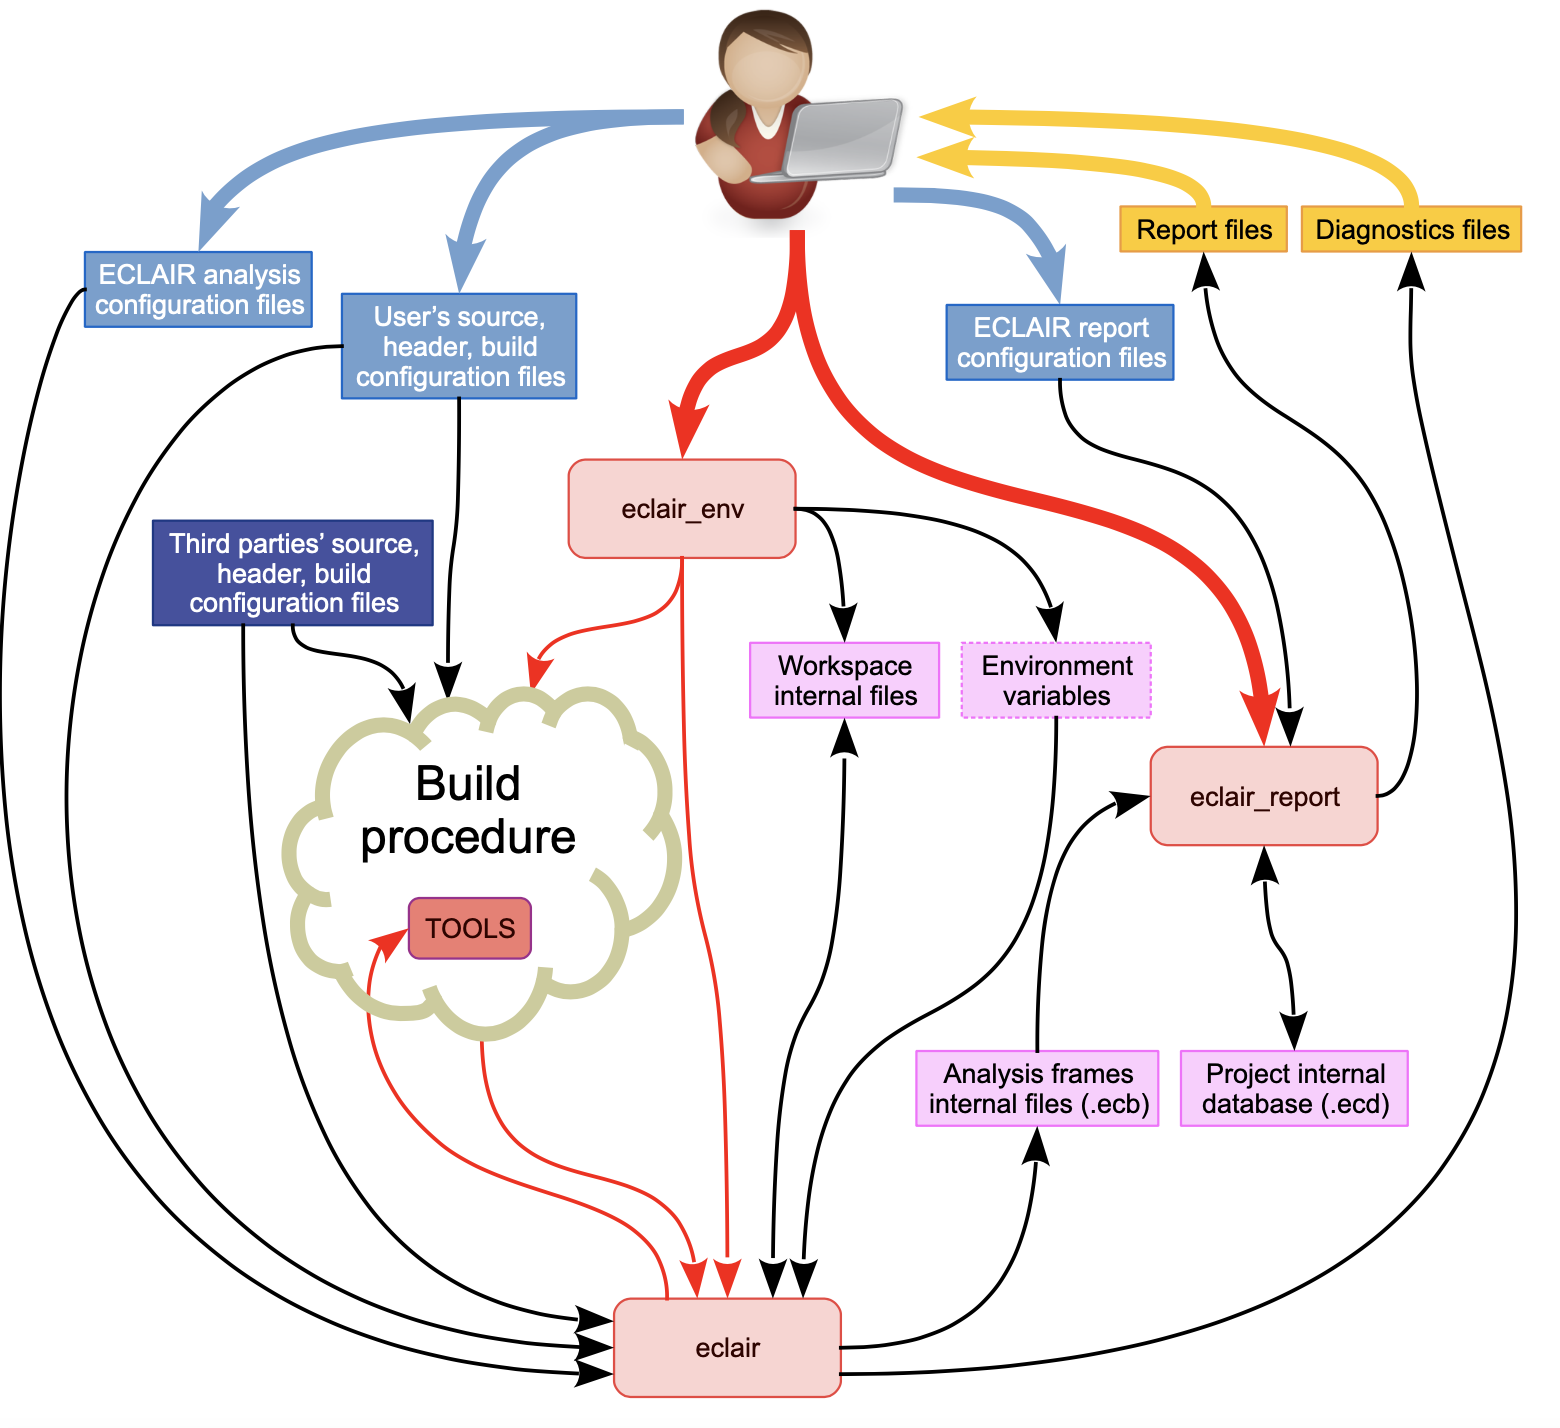 Report files
Diagnostics files
ECLAIR analysis
configuration files
User’s source,
header, build
configuration files
ECLAIR report
configuration files
eclair_env
Third parties’ source,
header, build
configuration files
Workspace
internal files
Environment
variables
Build
procedure
eclair_report
TOOLS
Analysis frames
internal files (.ecb)
Project internal
database (.ecd)
eclair